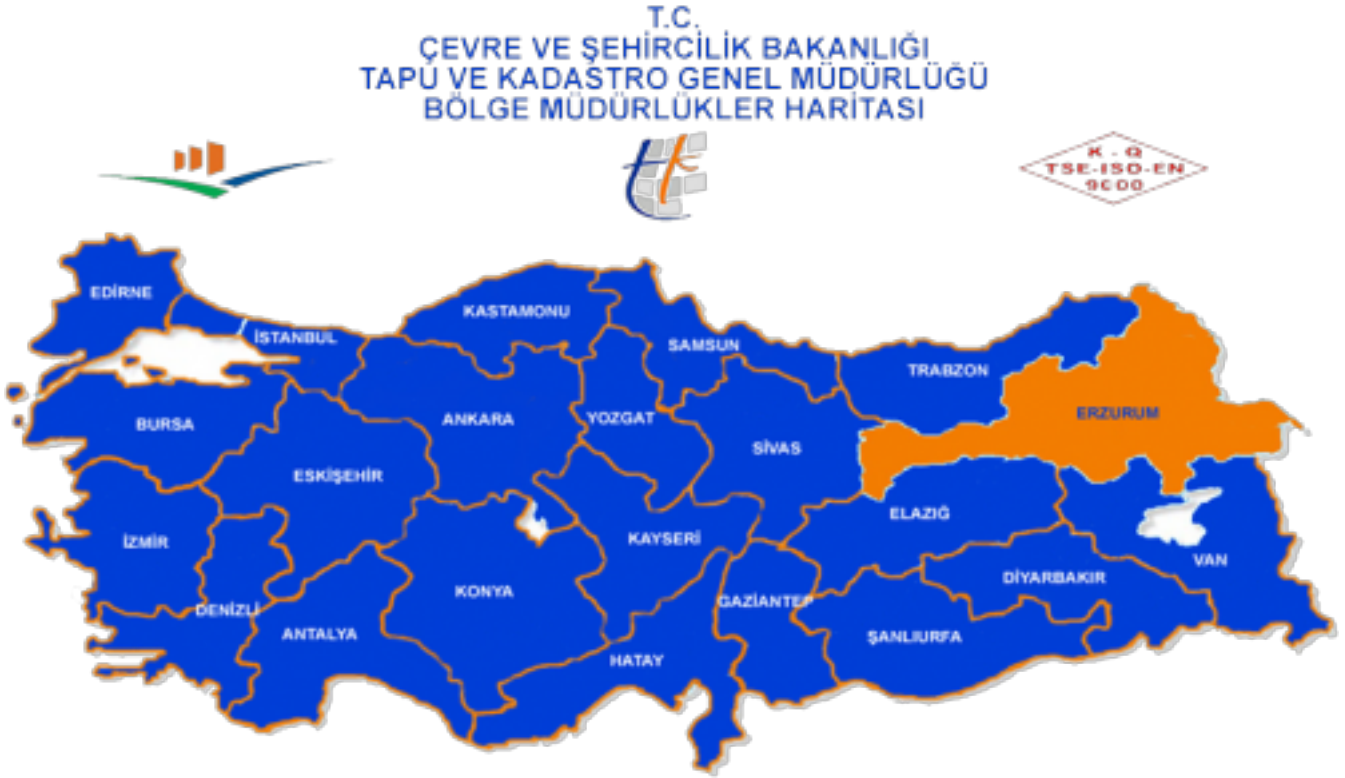 T.C.
ÇEVRE VE ŞEHİRCİLİK BAKANLIĞI
TAPU VE KADASTRO GENEL MÜDÜRLÜĞÜ
BÖLGE MÜDÜRLÜKLER HARİTASI
tk
K - Q
TSE-ISO-EN
9000
EDİRNE
İSTANBUL
KASTAMONU
SAMSUN
TRABZON
BURSA
ANKARA
YOZGAT
SİVAS
ERZURUM
ESKİŞEHİR
İZMİR
KAYSERİ
ELAZIĞ
VAN
DENİZLİ
KONYA
GAZİANTEP
DİYARBAKIR
ANTALYA
HATAY
ŞANLIURFA